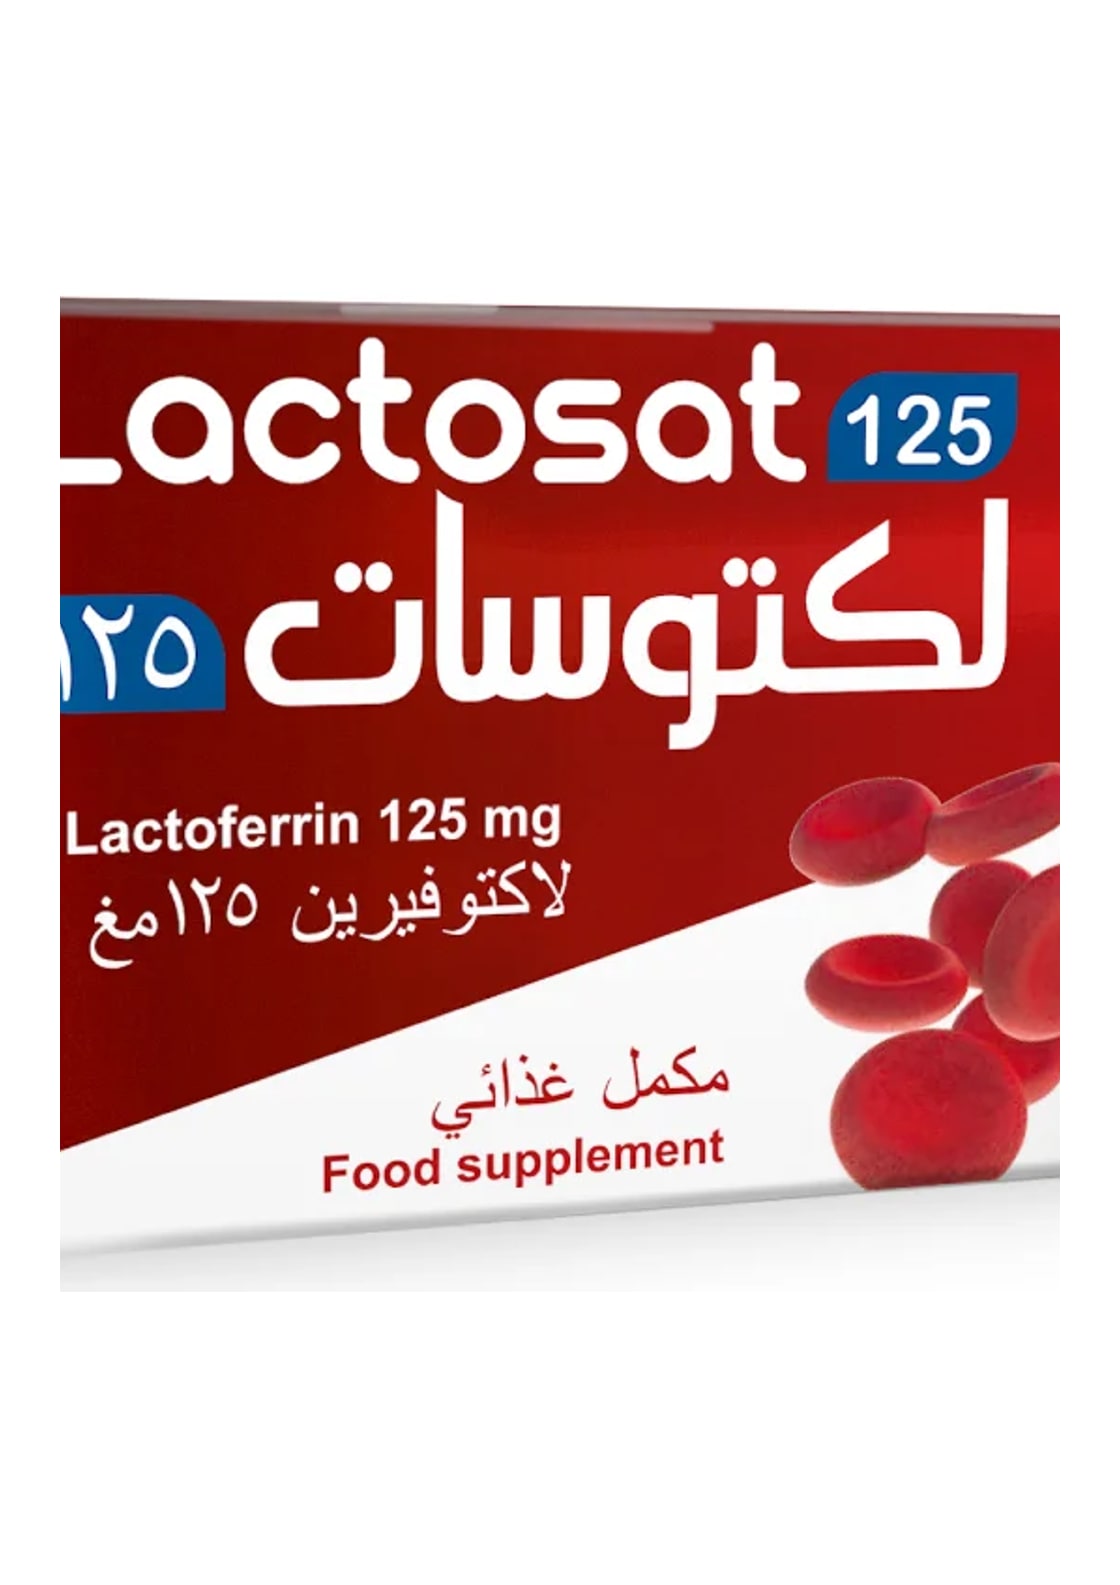 Lactosat 125
لكتوسات ١٢٥
Lactoferrin 125 mg
لاكتوفيرين ١٢٥مغ
مكمل غذائي
Food supplement